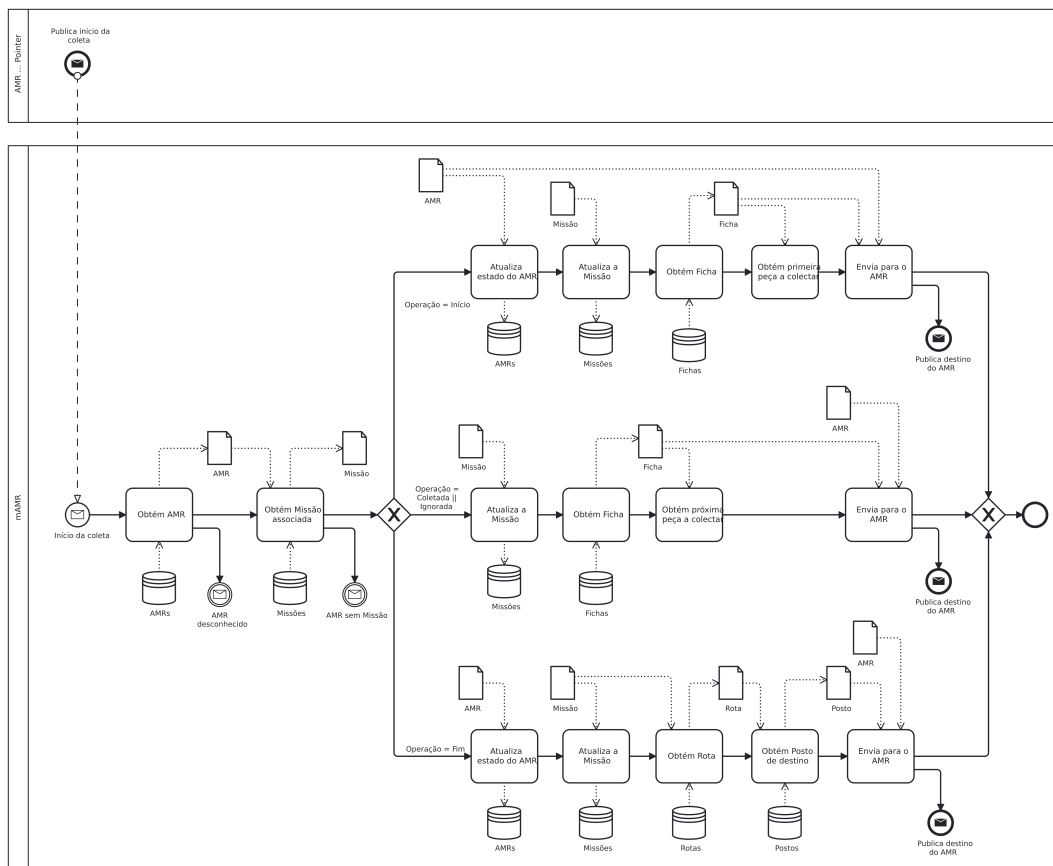 AMR ... Pointer
Publica início da
coleta
mAMR
AMR
Missão
Ficha
Atualiza
estado do AMR
Atualiza a
Missão
Obtém Ficha
Obtém primeira
peça a colectar
Envia para o
AMR
Operação = Início
AMRs
Missões
Fichas
Publica destino
do AMR
AMR
Missão
Missão
Ficha
AMR
Início da coleta
Obtém AMR
Obtém Missão
associada
Operação =
Coletada ||
Ignorada
Atualiza a
Missão
Obtém Ficha
Obtém próxima
peça a colectar
Envia para o
AMR
AMRs
AMR
desconhecido
Missões
AMR sem Missão
Missões
Fichas
Publica destino
do AMR
AMR
AMR
Missão
Rota
Posto
Operação = Fim
Atualiza
estado do AMR
Atualiza a
Missão
Obtém Rota
Obtém Posto
de destino
Envia para o
AMR
AMRs
Missões
Rotas
Postos
Publica destino
do AMR